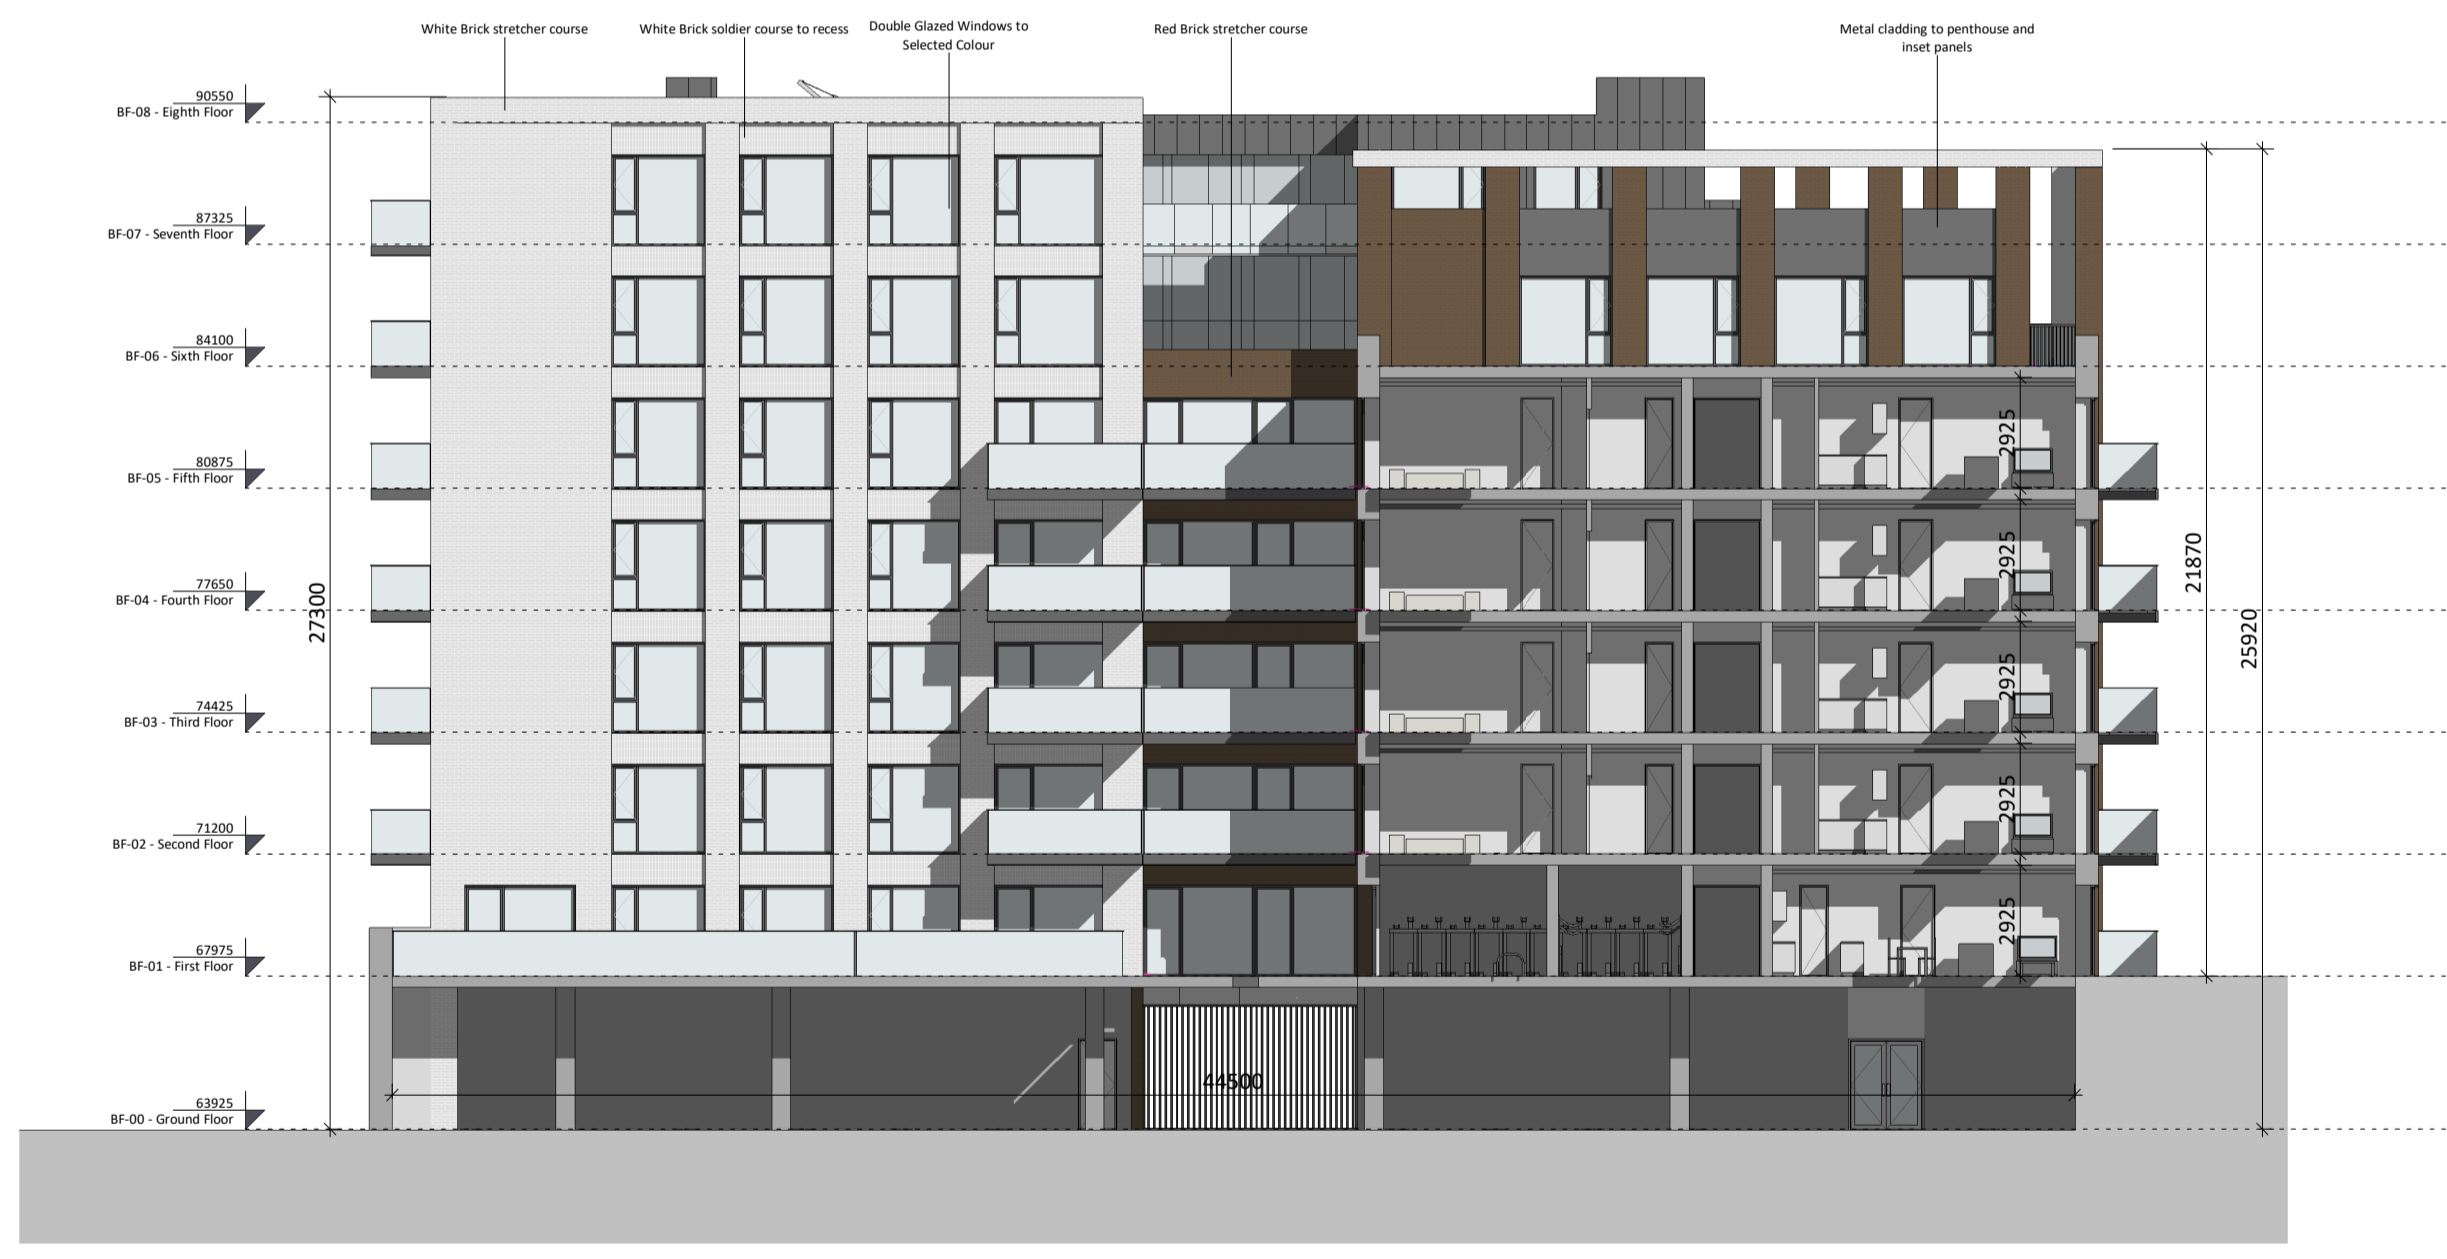 White Brick stretcher course
White Brick soldier course to recess
Double Glazed Windows to
Selected Colour
Red Brick stretcher course
Metal cladding to penthouse and
inset panels
90550
BF-08 - Eighth Floor
87325
BF-07 - Seventh Floor
84100
BF-06 - Sixth Floor
80875
BF-05 - Fifth Floor
77650
BF-04 - Fourth Floor
74425
BF-03 - Third Floor
71200
BF-02 - Second Floor
67975
BF-01 - First Floor
63925
BF-00 - Ground Floor
27300
44500
2925
2925
2925
2925
2925
21870
25920